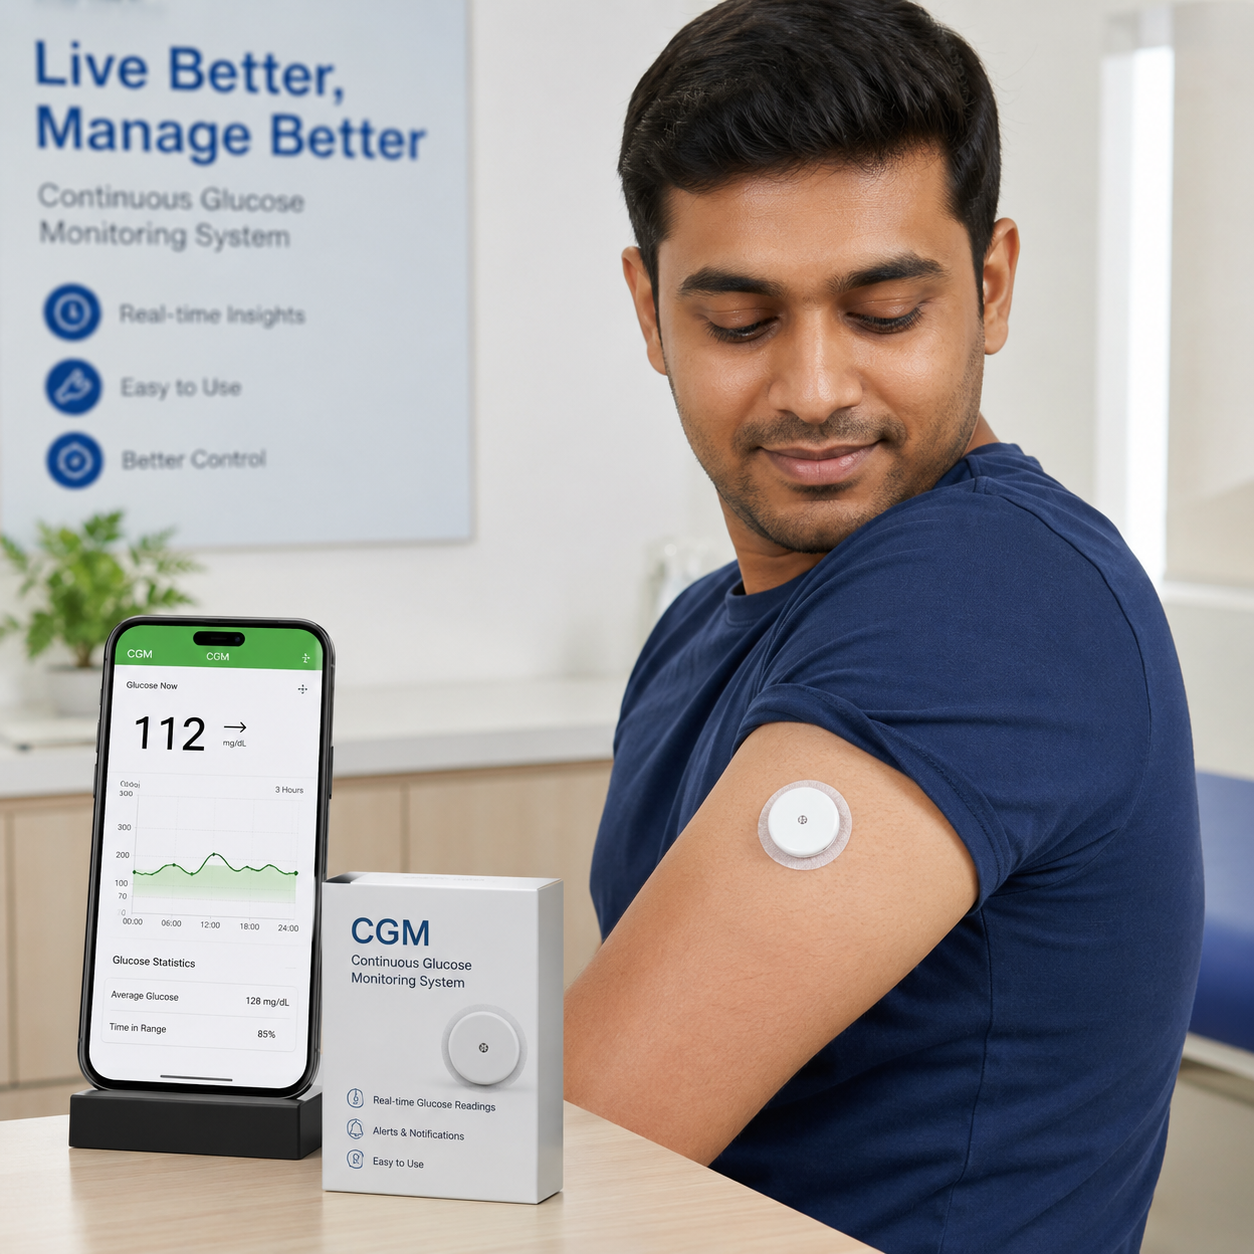 Live Better,
Manage Better
Continuous Glucose
Monitoring System
Real-time Insights
Easy to Use
Better Control
CGM
CGM
Glucose Now
112 →
mg/dL
3 Hours
300
300
200
100
70
0
00:00 06:00 12:00 18:00 24:00
Glucose Statistics
Average Glucose 128 mg/dL
Time in Range 85%
CGM
Continuous Glucose
Monitoring System
Real-time Glucose Readings
Alerts & Notifications
Easy to Use